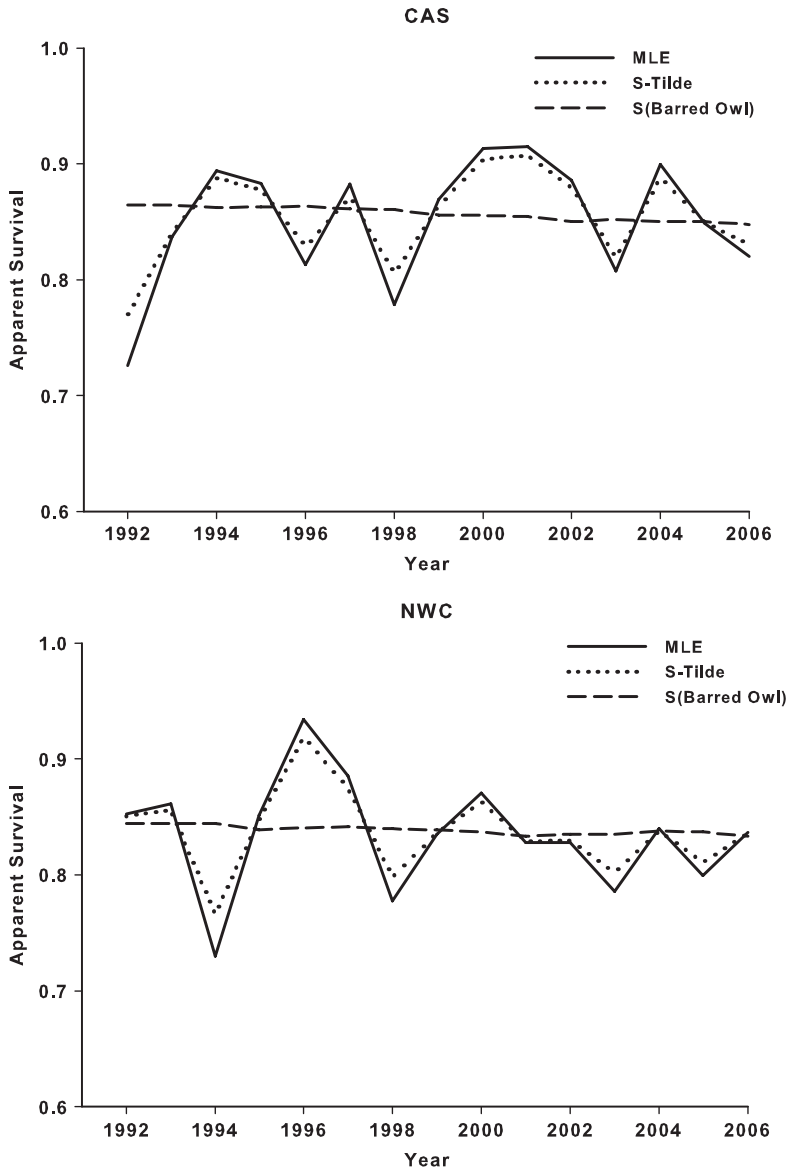 CAS
MLE
S-Tilde
S(Barred Owl)
1.0
0.9
0.8
0.7
0.6
Apparent Survival
1992 1994 1996 1998 2000 2002 2004 2006
Year
NWC
MLE
S-Tilde
S(Barred Owl)
1.0
0.9
0.8
0.7
0.6
Apparent Survival
1992 1994 1996 1998 2000 2002 2004 2006
Year